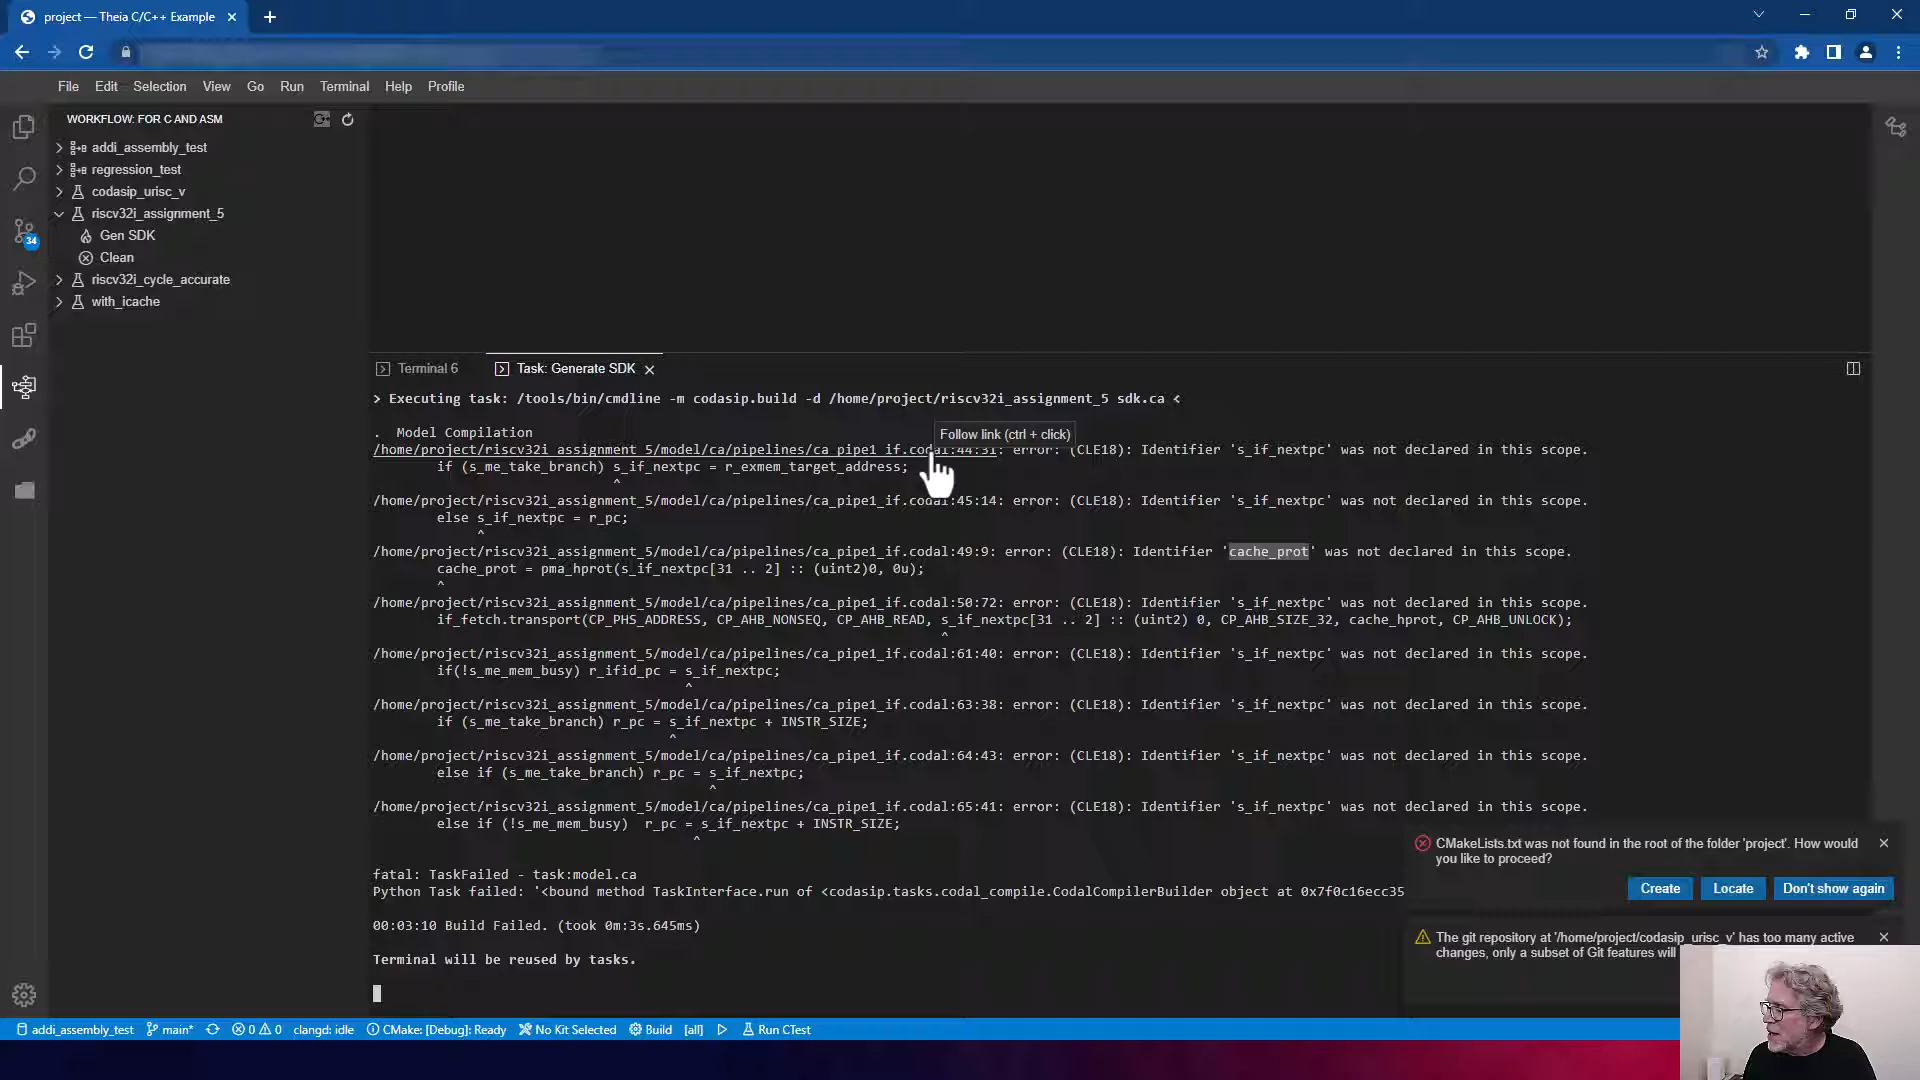 project — Theia C/C++ Example
File Edit Selection View Go Run Terminal Help Profile
WORKFLOW: FOR C AND ASM
addi_assembly_test
regression_test
codasip_urisc_v
riscv32i_assignment_5
Gen SDK
Clean
riscv32i_cycle_accurate
with_icache
34
Terminal 6
Task: Generate SDK
> Executing task: /tools/bin/cmdline -m codasip.build -d /home/project/riscv32i_assignment_5 sdk.ca <
. Model Compilation
Follow link (ctrl + click)
/home/project/riscv32i_assignment_5/model/ca/pipelines/ca_pipe1_if.codal:44:31: error: (CLE18): Identifier 's_if_nextpc' was not declared in this scope.
if (s_me_take_branch) s_if_nextpc = r_exmem_target_address;
^
/home/project/riscv32i_assignment_5/model/ca/pipelines/ca_pipe1_if.codal:45:14: error: (CLE18): Identifier 's_if_nextpc' was not declared in this scope.
else s_if_nextpc = r_pc;
^
/home/project/riscv32i_assignment_5/model/ca/pipelines/ca_pipe1_if.codal:49:9: error: (CLE18): Identifier 'cache_prot' was not declared in this scope.
cache_prot = pma_hprot(s_if_nextpc[31 .. 2] :: (uint2)0, 0u);
^
/home/project/riscv32i_assignment_5/model/ca/pipelines/ca_pipe1_if.codal:50:72: error: (CLE18): Identifier 's_if_nextpc' was not declared in this scope.
if_fetch.transport(CP_PHS_ADDRESS, CP_AHB_NONSEQ, CP_AHB_READ, s_if_nextpc[31 .. 2] :: (uint2) 0, CP_AHB_SIZE_32, cache_hprot, CP_AHB_UNLOCK);
^
/home/project/riscv32i_assignment_5/model/ca/pipelines/ca_pipe1_if.codal:61:40: error: (CLE18): Identifier 's_if_nextpc' was not declared in this scope.
if(!s_me_mem_busy) r_ifid_pc = s_if_nextpc;
^
/home/project/riscv32i_assignment_5/model/ca/pipelines/ca_pipe1_if.codal:63:38: error: (CLE18): Identifier 's_if_nextpc' was not declared in this scope.
if (s_me_take_branch) r_pc = s_if_nextpc + INSTR_SIZE;
^
/home/project/riscv32i_assignment_5/model/ca/pipelines/ca_pipe1_if.codal:64:43: error: (CLE18): Identifier 's_if_nextpc' was not declared in this scope.
else if (s_me_take_branch) r_pc = s_if_nextpc;
^
/home/project/riscv32i_assignment_5/model/ca/pipelines/ca_pipe1_if.codal:65:41: error: (CLE18): Identifier 's_if_nextpc' was not declared in this scope.
else if (!s_me_mem_busy) r_pc = s_if_nextpc + INSTR_SIZE;
^
fatal: TaskFailed - task:model.ca
Python Task failed: '<bound method TaskInterface.run of <codasip.tasks.codal_compile.CodalCompilerBuilder object at 0x7f0c16ecc35
00:03:10 Build Failed. (took 0m:3s.645ms)
Terminal will be reused by tasks.
CMakeLists.txt was not found in the root of the folder 'project'. How would
you like to proceed?
Create Locate Don't show again
The git repository at '/home/project/codasip_urisc_v' has too many active
changes, only a subset of Git features will
addi_assembly_test main* 0 0 clangd: idle CMake: [Debug]: Ready No Kit Selected Build [all] Run CTest